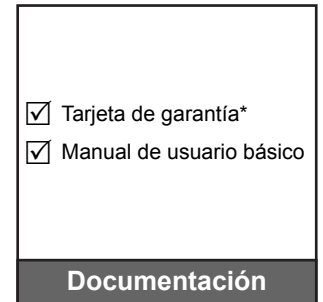 ☑ Tarjeta de garantía*
☑ Manual de usuario básico
Documentación